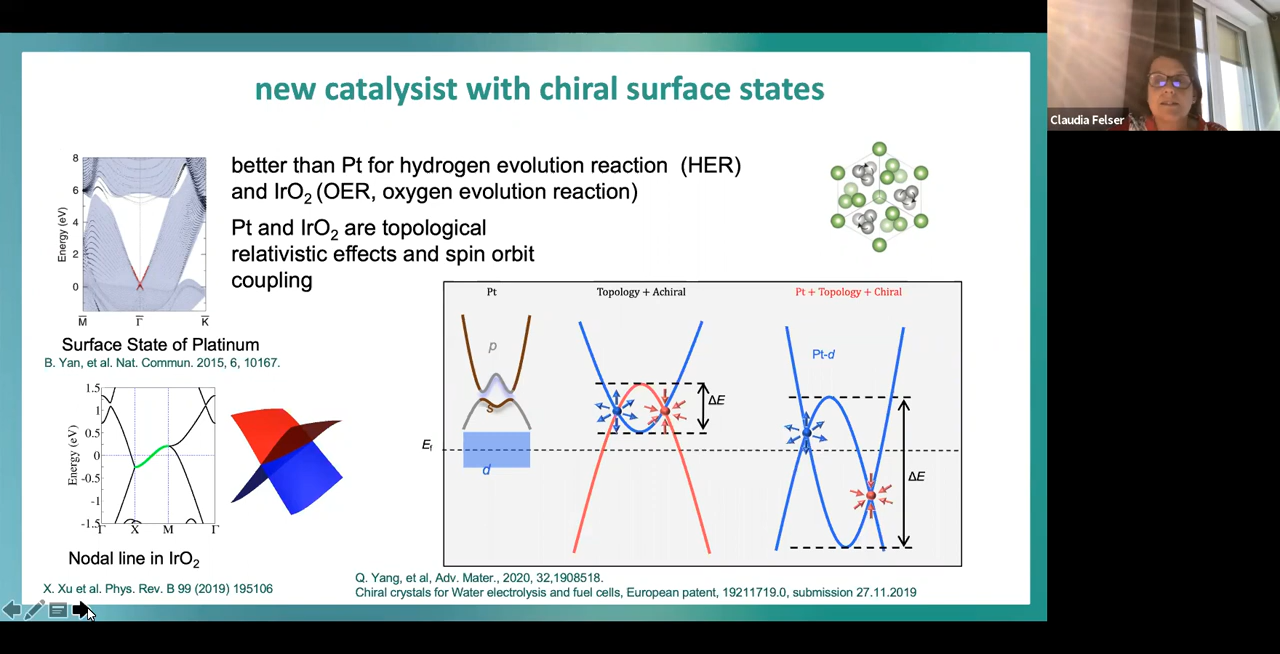 new catalysist with chiral surface states
Claudia Felser
better than Pt for hydrogen evolution reaction (HER)
and IrO₂ (OER, oxygen evolution reaction)
Pt and IrO₂ are topological
relativistic effects and spin orbit
coupling
8
6
4
2
0
Energy (eV)
M̅
Γ̅
K̅
Surface State of Platinum
B. Yan, et al. Nat. Commun. 2015, 6, 10167.
1.5
1
0.5
0
-0.5
-1
-1.5
Energy (eV)
Γ
X
M
Γ
Nodal line in IrO₂
X. Xu et al. Phys. Rev. B 99 (2019) 195106
Pt
Topology + Achiral
Pt + Topology + Chiral
p
s
d
Ef
ΔE
Pt-d
ΔE
Q. Yang, et al, Adv. Mater., 2020, 32,1908518.
Chiral crystals for Water electrolysis and fuel cells, European patent, 19211719.0, submission 27.11.2019